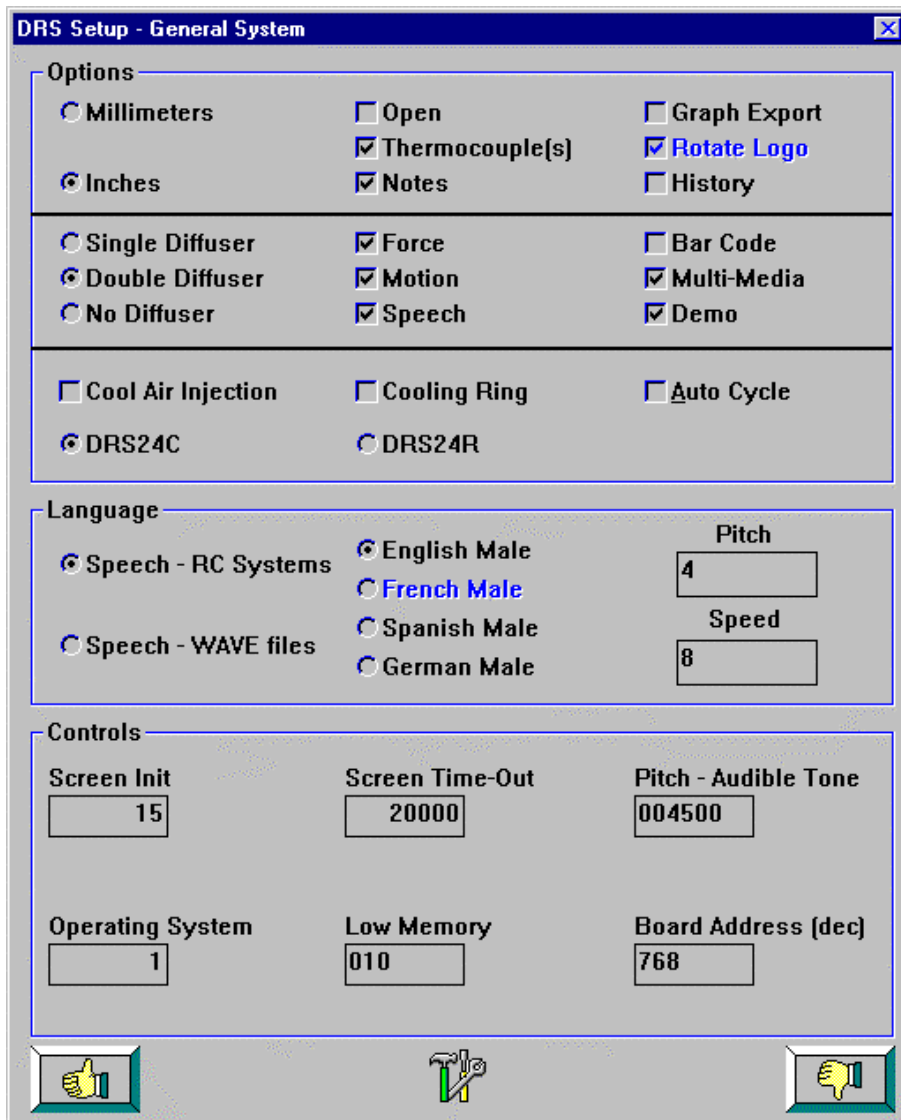 DRS Setup - General System
Options
Millimeters Open Graph Export
Thermocouple(s) Rotate Logo
Inches Notes History
Single Diffuser Force Bar Code
Double Diffuser Motion Multi-Media
No Diffuser Speech Demo
Cool Air Injection Cooling Ring Auto Cycle
DRS24C DRS24R
Language
Speech - RC Systems
Speech - WAVE files
English Male
French Male
Spanish Male
German Male
Pitch
4
Speed
8
Controls
Screen Init Screen Time-Out Pitch - Audible Tone
15 20000 004500
Operating System Low Memory Board Address (dec)
1 010 768